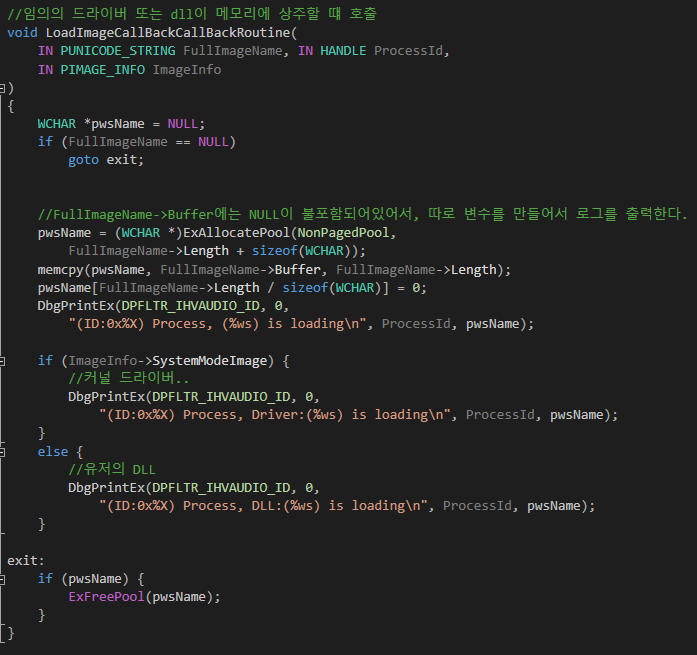 //임의의 드라이버 또는 dll이 메모리에 상주할 떄 호출
void LoadImageCallBackCallBackRoutine(
    IN PUNICODE_STRING FullImageName, IN HANDLE ProcessId,
    IN PIMAGE_INFO ImageInfo
)
{
    WCHAR *pwsName = NULL;
    if (FullImageName == NULL)
        goto exit;
    //FullImageName->Buffer에는 NULL이 불포함되어있어서, 따로 변수를 만들어서 로그를 출력한다.
    pwsName = (WCHAR *)ExAllocatePool(NonPagedPool,
        FullImageName->Length + sizeof(WCHAR));
    memcpy(pwsName, FullImageName->Buffer, FullImageName->Length);
    pwsName[FullImageName->Length / sizeof(WCHAR)] = 0;
    DbgPrintEx(DPFLTR_IHVAUDIO_ID, 0,
        "(ID:0x%X) Process, (%ws) is loading\n", ProcessId, pwsName);
    if (ImageInfo->SystemModeImage) {
        //커널 드라이버..
        DbgPrintEx(DPFLTR_IHVAUDIO_ID, 0,
            "(ID:0x%X) Process, Driver:(%ws) is loading\n", ProcessId, pwsName);
    }
    else {
        //유저의 DLL
        DbgPrintEx(DPFLTR_IHVAUDIO_ID, 0,
            "(ID:0x%X) Process, DLL:(%ws) is loading\n", ProcessId, pwsName);
    }
exit:
    if (pwsName) {
        ExFreePool(pwsName);
    }
}